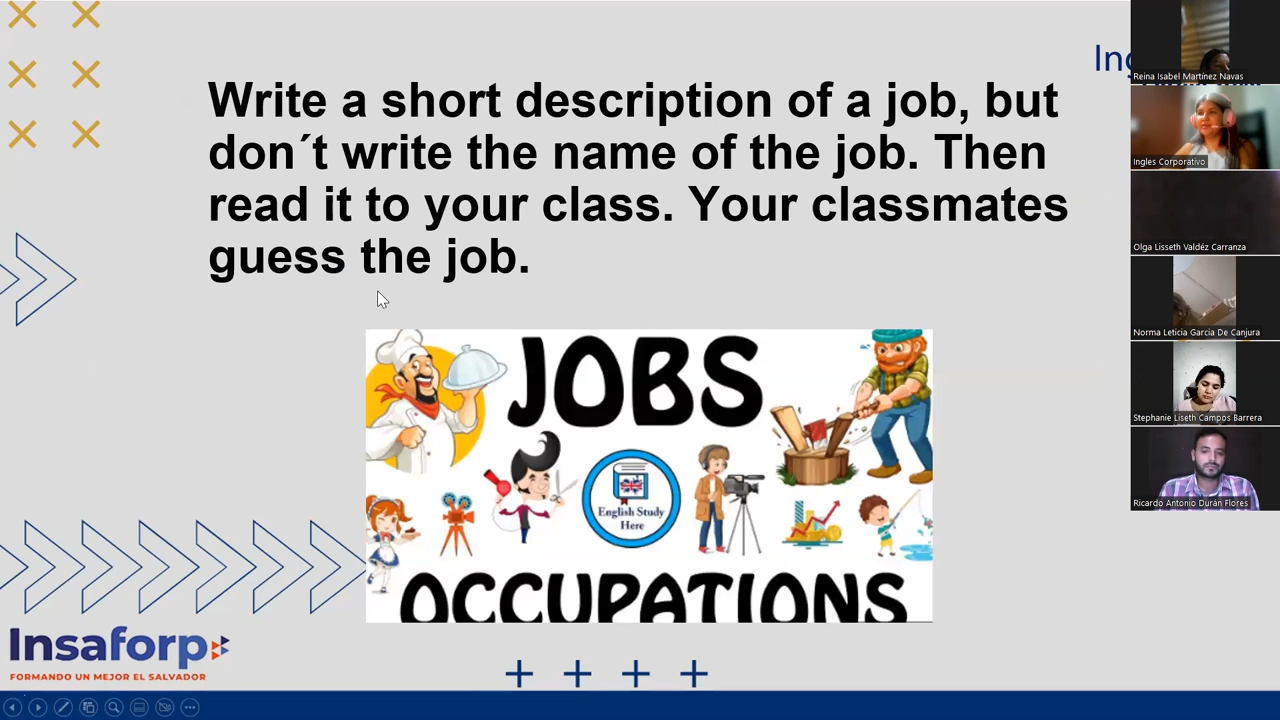 Write a short description of a job, but
don´t write the name of the job. Then
read it to your class. Your classmates
guess the job.
JOBS
English Study
Here
OCCUPATIONS
Insaforp
FORMANDO UN MEJOR EL SALVADOR
Reina Isabel Martínez Navas
Ingles Corporativo
Olga Lisseth Valdéz Carranza
Norma Leticia Garcia De Canjura
Stephanie Liseth Campos Barrera
Ricardo Antonio Durán Flores